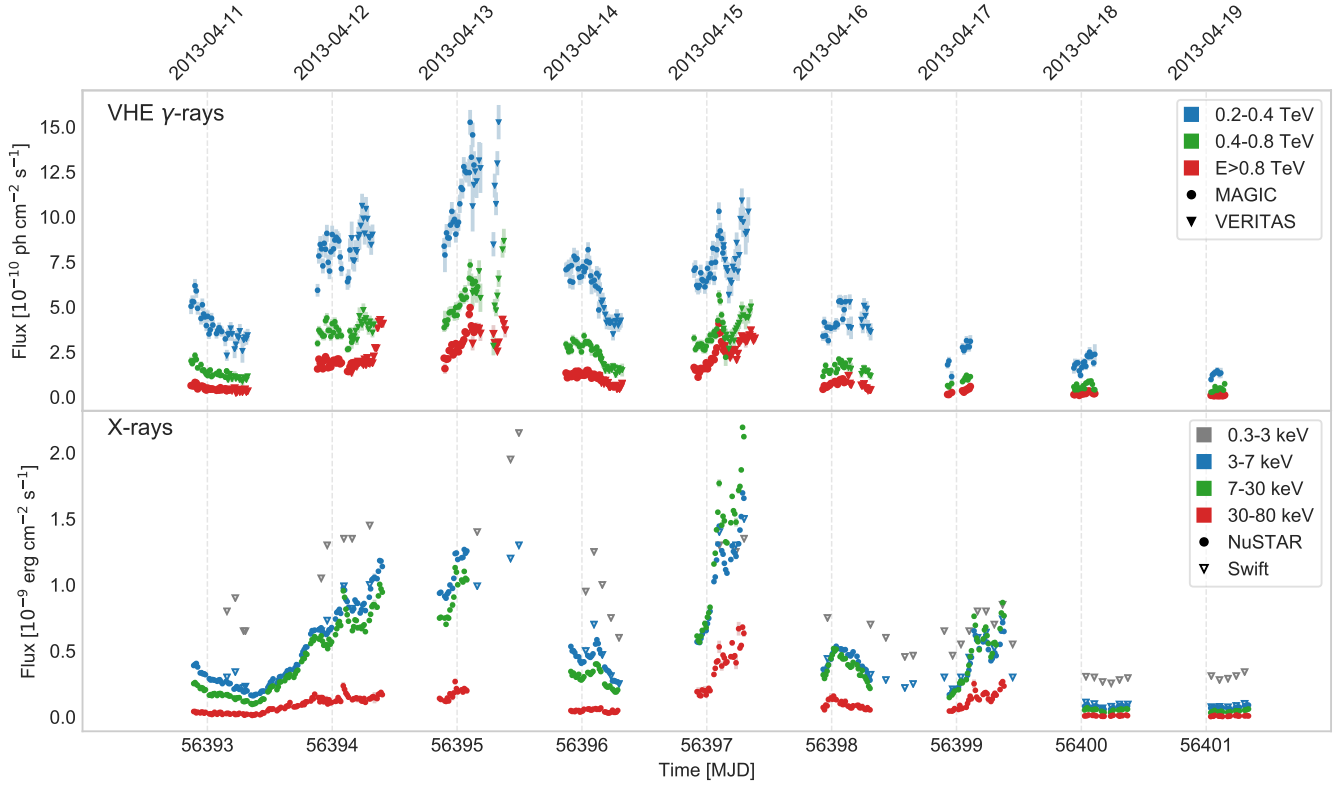 2013-04-11 2013-04-12 2013-04-13 2013-04-14 2013-04-15 2013-04-16 2013-04-17 2013-04-18 2013-04-19
VHE γ-rays
Flux [10⁻¹⁰ ph cm⁻² s⁻¹]
15.0
12.5
10.0
7.5
5.0
2.5
0.0
0.2-0.4 TeV
0.4-0.8 TeV
E>0.8 TeV
MAGIC
VERITAS
X-rays
Flux [10⁻⁹ erg cm⁻² s⁻¹]
2.0
1.5
1.0
0.5
0.0
0.3-3 keV
3-7 keV
7-30 keV
30-80 keV
NuSTAR
Swift
56393 56394 56395 56396 56397 56398 56399 56400 56401
Time [MJD]